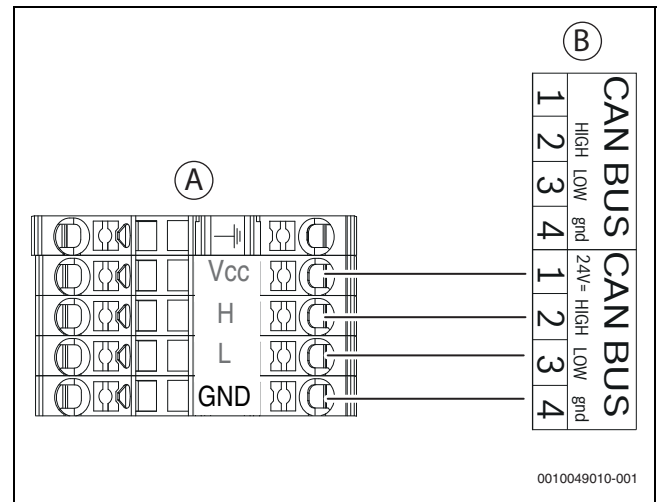 B
CAN BUS
1
2 HIGH
3 LOW
4 gnd
CAN BUS
1 24V=
2 HIGH
3 LOW
4 gnd
A
Vcc
H
L
GND
0010049010-001